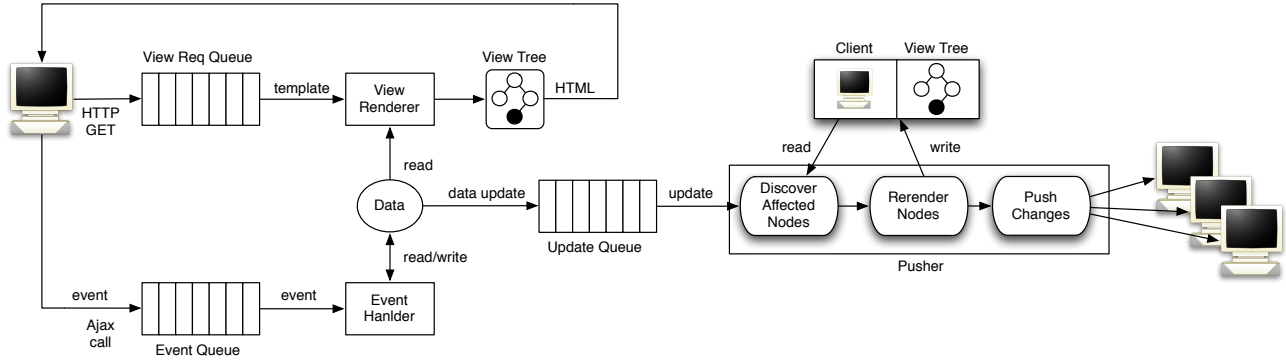 View Req Queue
HTTP
GET
template
View
Renderer
View Tree
HTML
read
Data
data update
Update Queue
update
read/write
event
Ajax
call
Event Queue
event
Event
Hanlder
Client
View Tree
read
write
Discover
Affected
Nodes
Rerender
Nodes
Push
Changes
Pusher